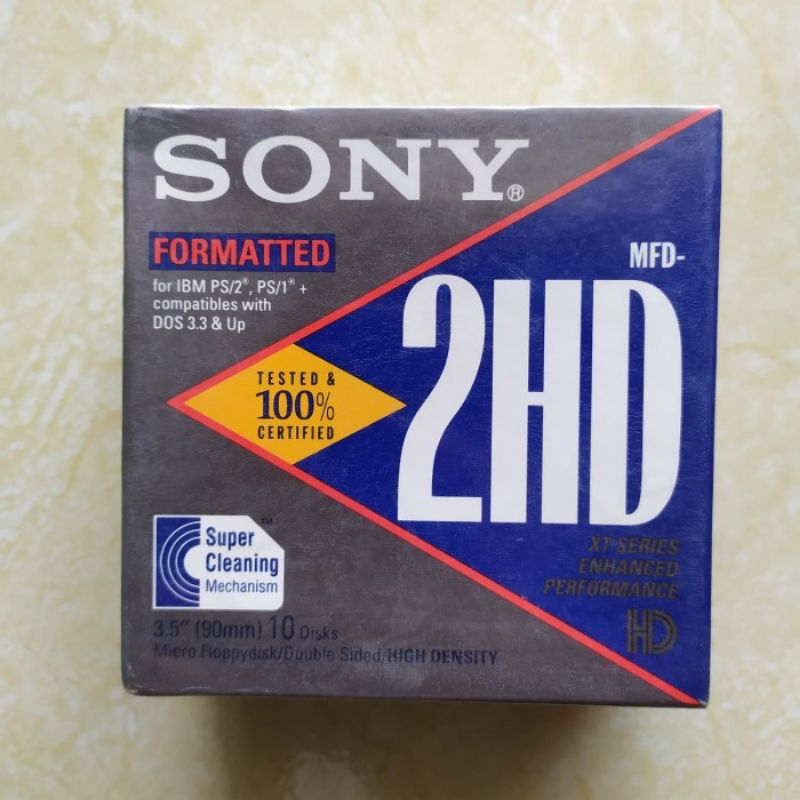 SONY®
FORMATTED
for IBM PS/2®, PS/1® +
compatibles with
DOS 3.3 & Up
MFD-
2HD
TESTED &
100%
CERTIFIED
XT SERIES
ENHANCED
PERFORMANCE
HD
Super™
Cleaning
Mechanism
3.5" (90mm) 10 Disks
Micro Floppydisk/Double Sided/HIGH DENSITY